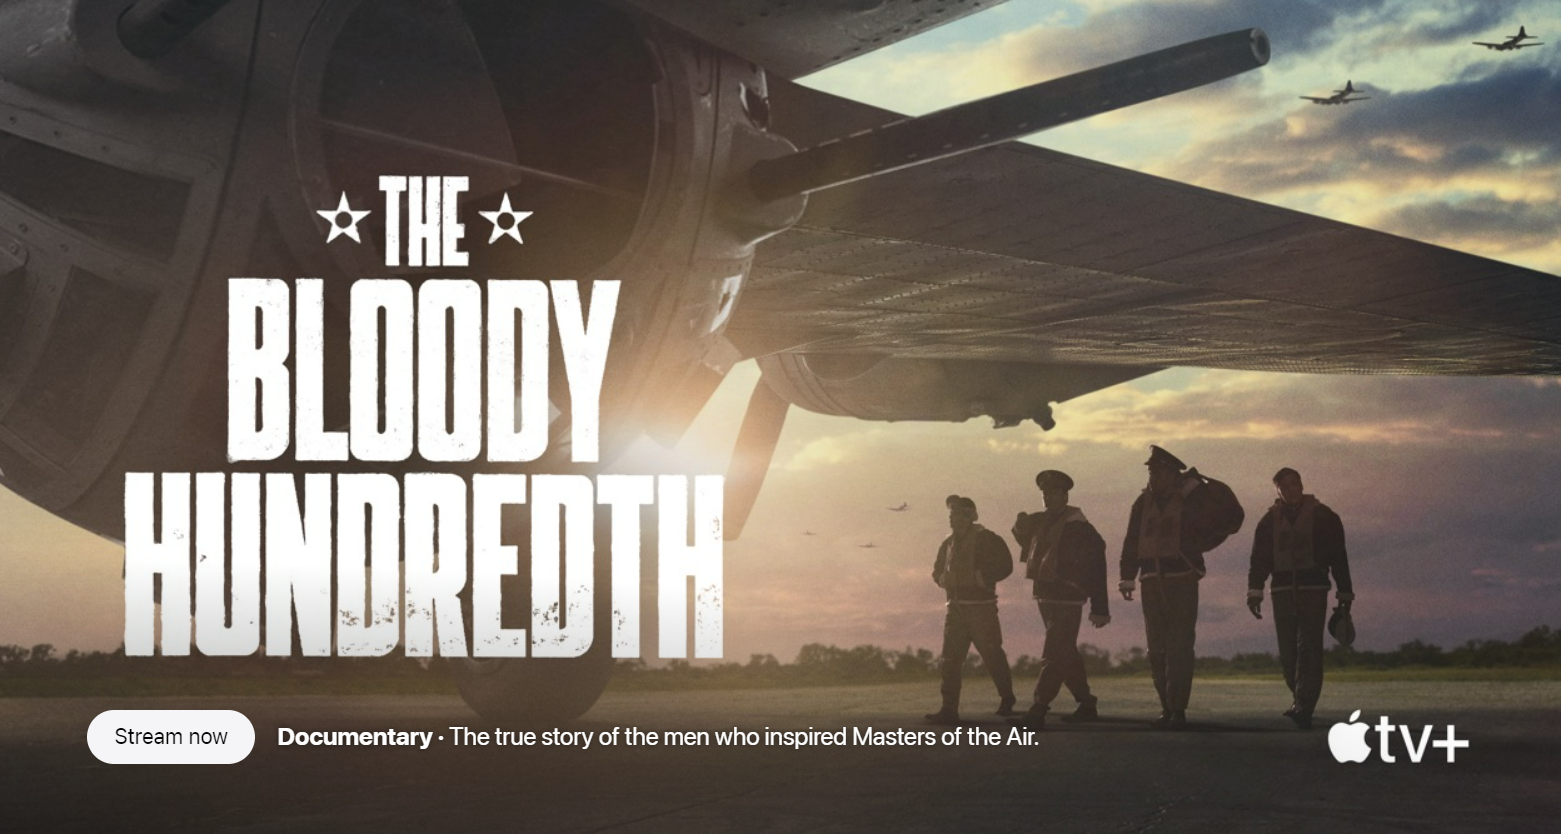 THE
BLOODY
HUNDREDTH
Stream now
Documentary · The true story of the men who inspired Masters of the Air.
tv+